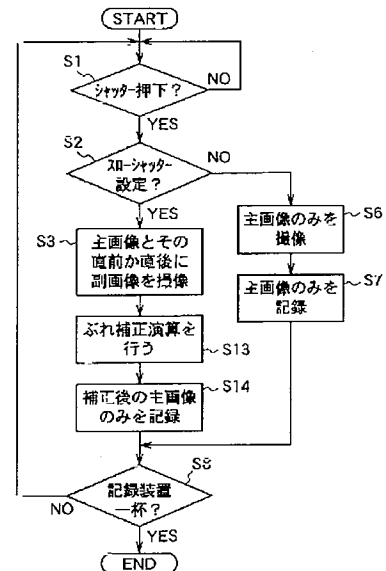 START
S1
シャッター押下？
NO
YES
S2
スローシャッター
設定？
NO
YES
S3
主画像とその
直前か直後に
副画像を撮像
主画像のみを
撮像
S6
主画像のみを
記録
S7
ぶれ補正演算を
行う
S13
補正後の主画像
のみを記録
S14
S8
記録装置
一杯？
NO
YES
END